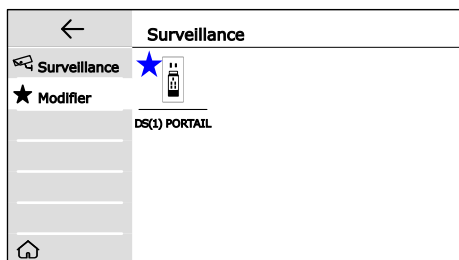 Surveillance
Surveillance
Modifier
DS(1) PORTAIL